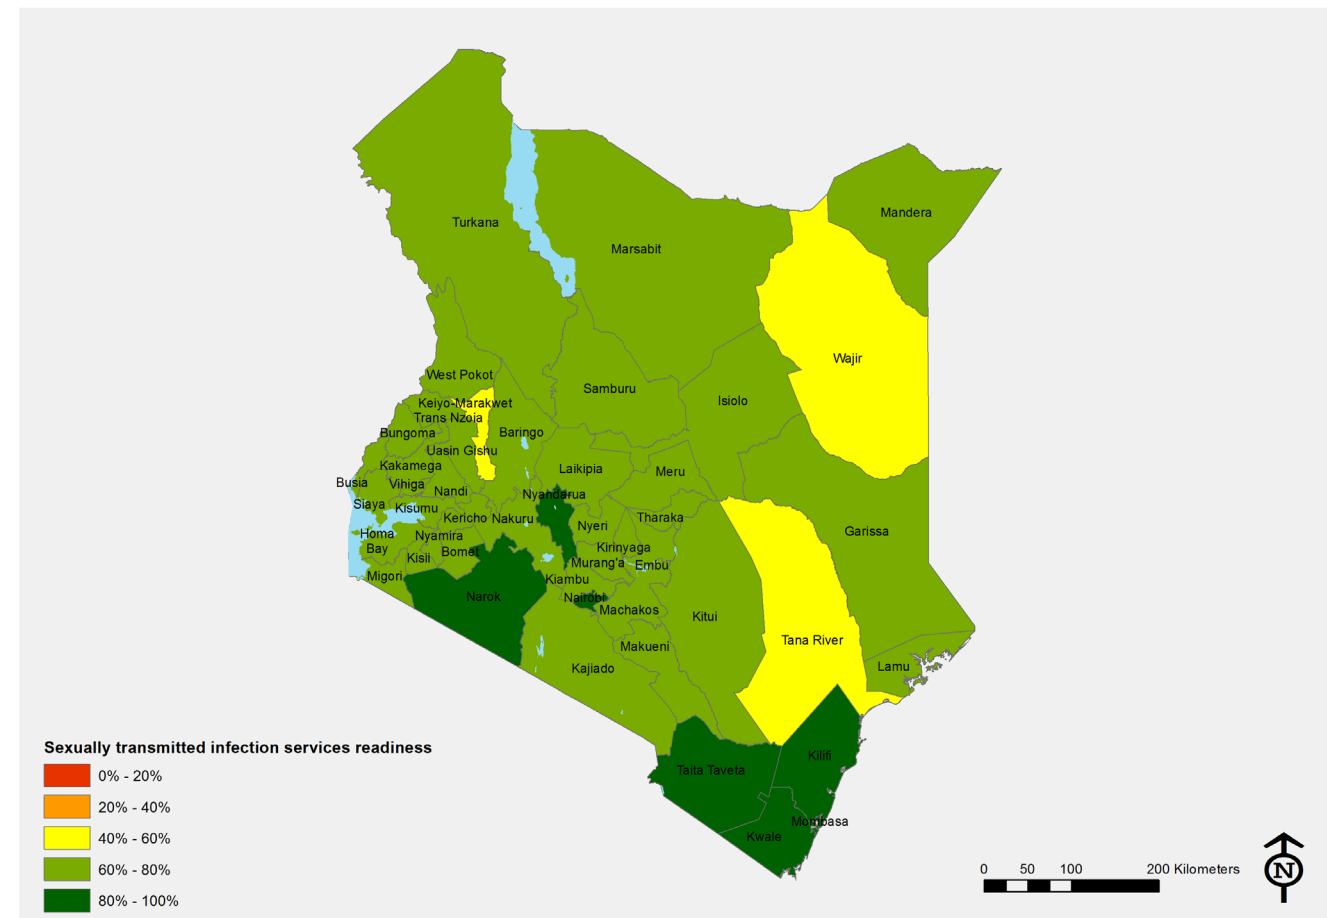 Mandera
Turkana
Marsabit
Wajir
West Pokot
Samburu
Isiolo
Keiyo-Marakwet
Trans Nzoia
Bungoma
Baringo
Uasin Gishu
Kakamega
Laikipia
Meru
Busia
Vihiga
Nandi
Nyandarua
Siaya
Kisumu
Kericho
Nakuru
Nyeri
Tharaka
Garissa
Homa
Bay
Nyamira
Kirinyaga
Kisii
Bomet
Murang'a
Embu
Migori
Kiambu
Narok
Nairobi
Machakos
Kitui
Tana River
Makueni
Kajiado
Lamu
Kilifi
Taita Taveta
Mombasa
Kwale
Sexually transmitted infection services readiness
0% - 20%
20% - 40%
40% - 60%
60% - 80%
80% - 100%
0 50 100 200 Kilometers
N